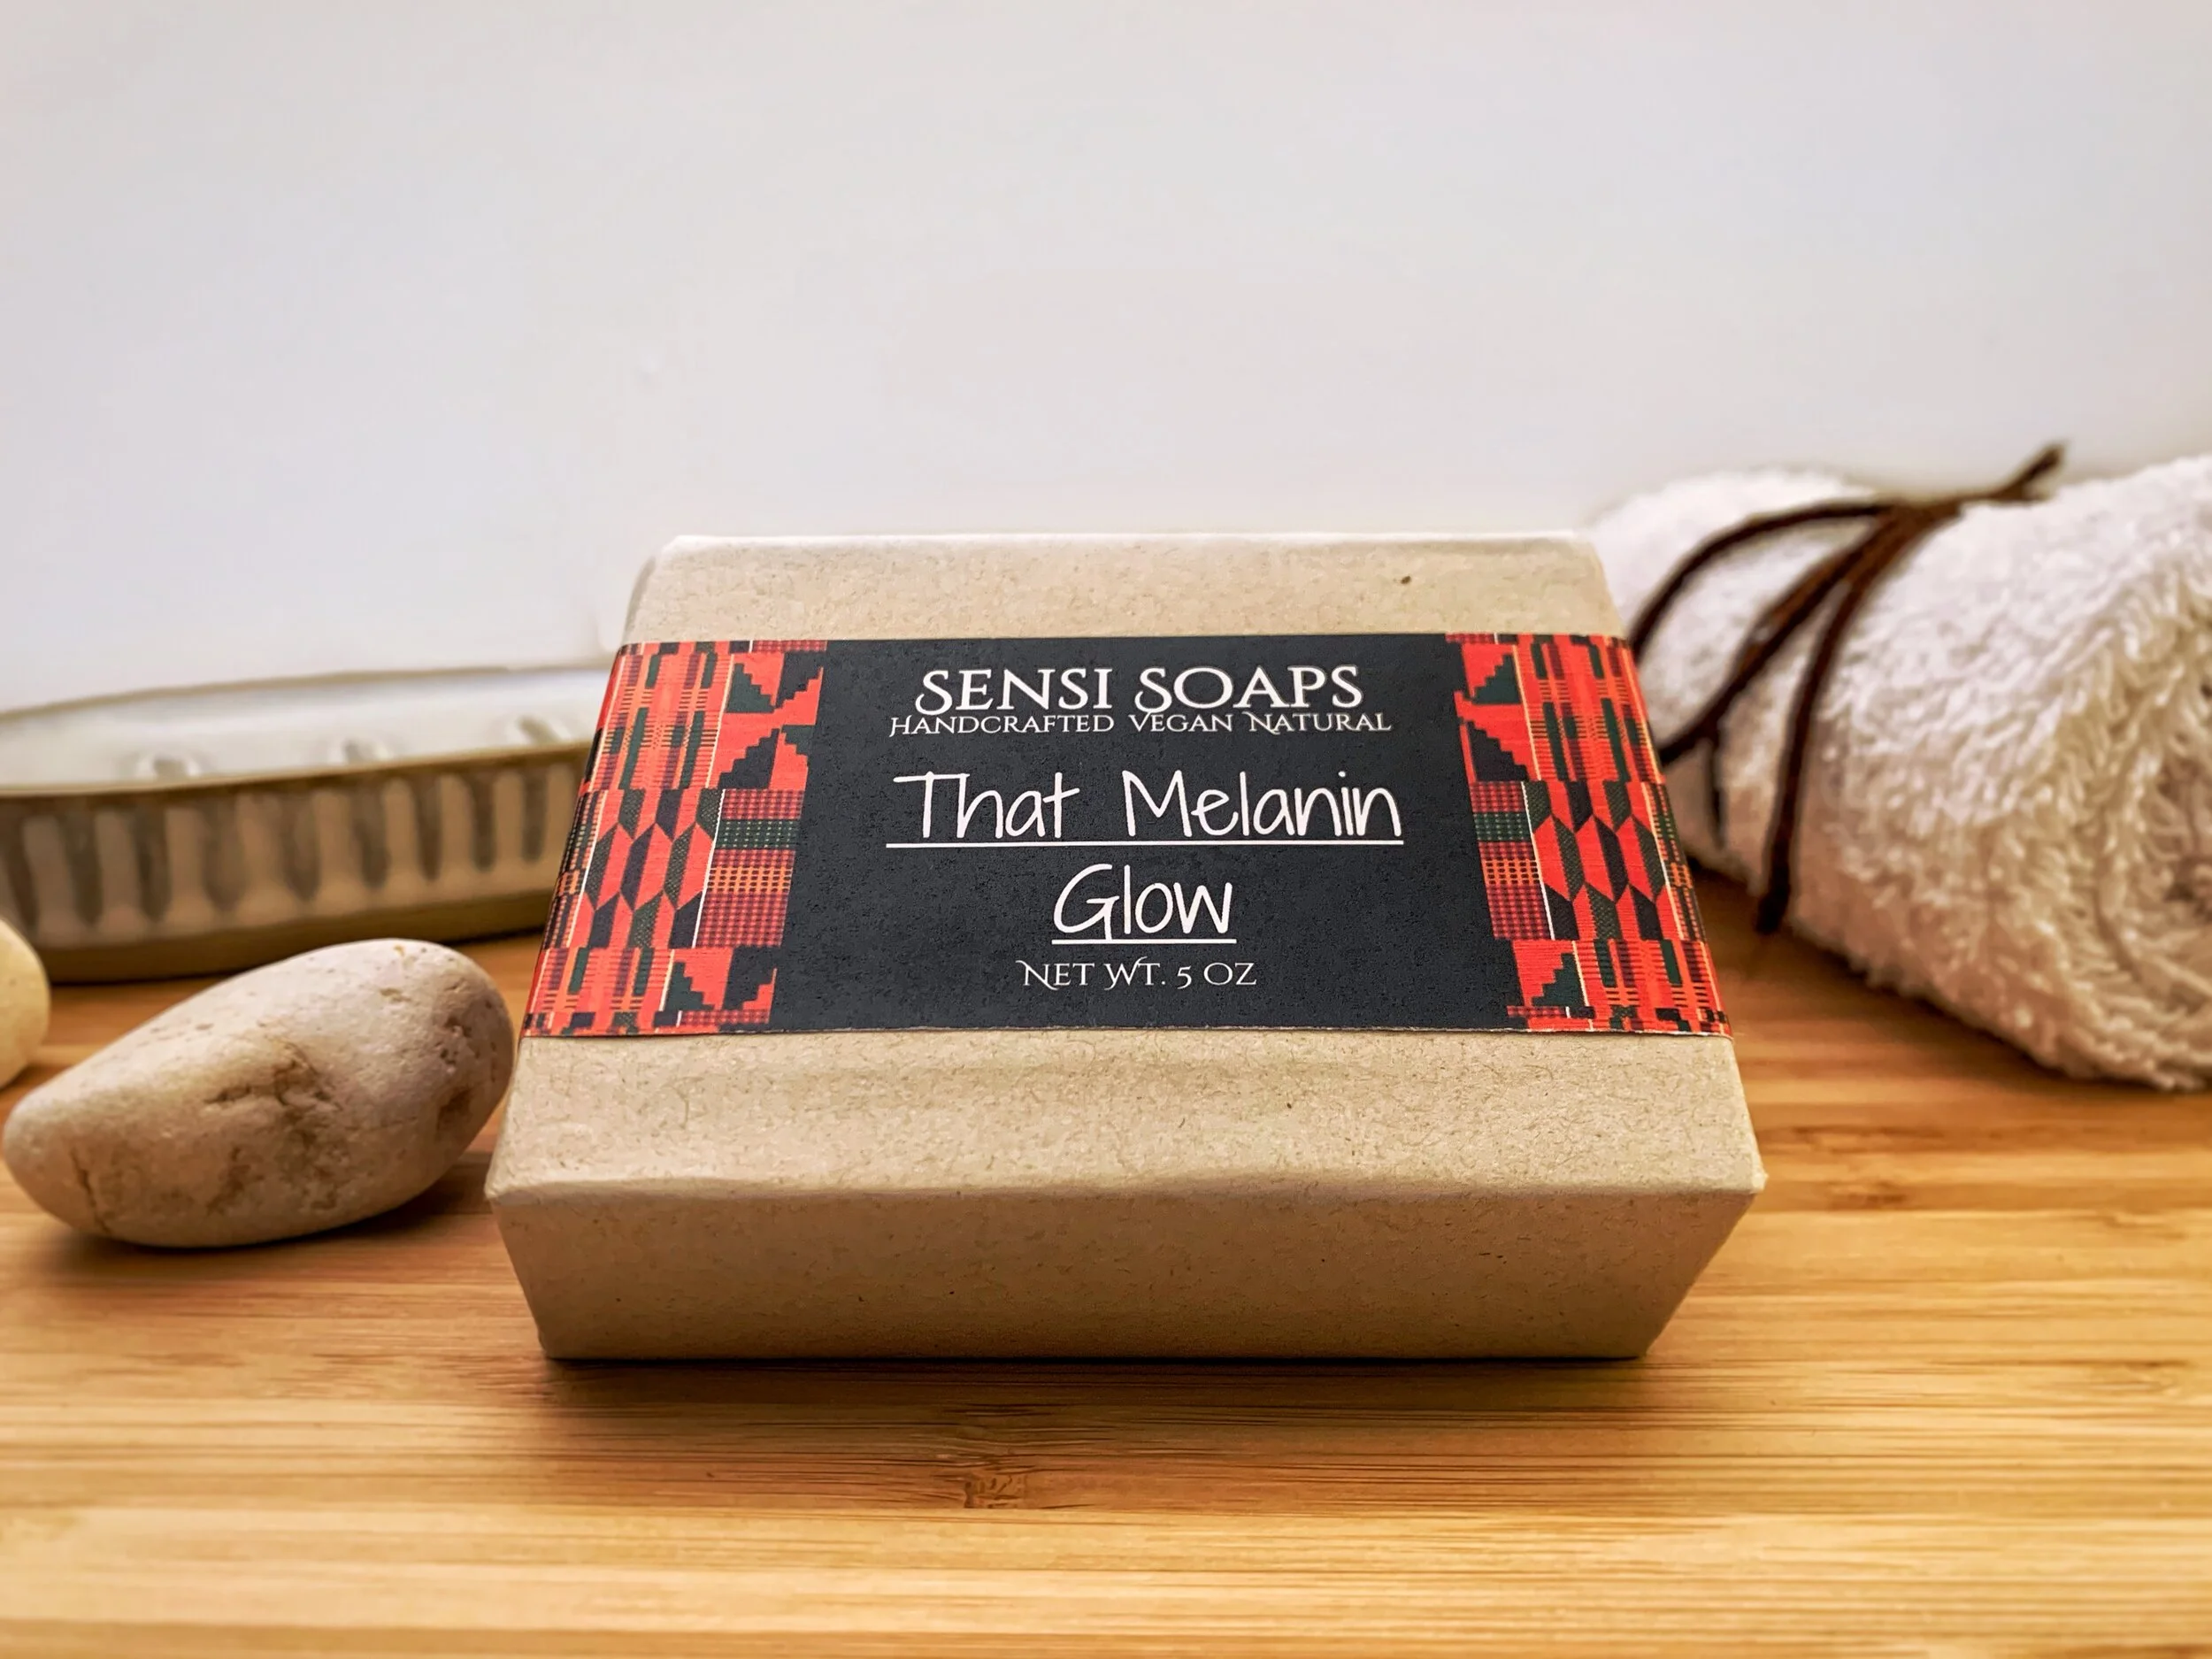 SENSI SOAPS
HANDCRAFTED VEGAN NATURAL
That Melanin
Glow
NET WT. 5 OZ